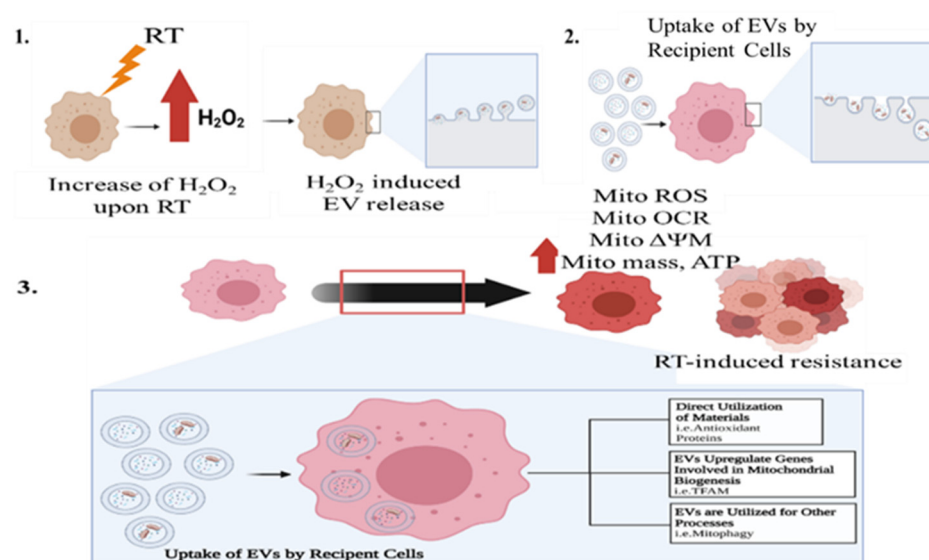 1.
RT
H₂O₂
Increase of H₂O₂
upon RT
H₂O₂ induced
EV release
2.
Uptake of EVs by
Recipient Cells
Mito ROS
Mito OCR
Mito ΔΨM
Mito mass, ATP
3.
RT-induced resistance
Uptake of EVs by Recipent Cells
Direct Utilization
of Materials
i.e.Antioxidant
Proteins
EVs Upregulate Genes
Involved in Mitochondrial
Biogenesis
i.e.TFAM
EVs are Utilized for Other
Processes
i.e.Mitophagy